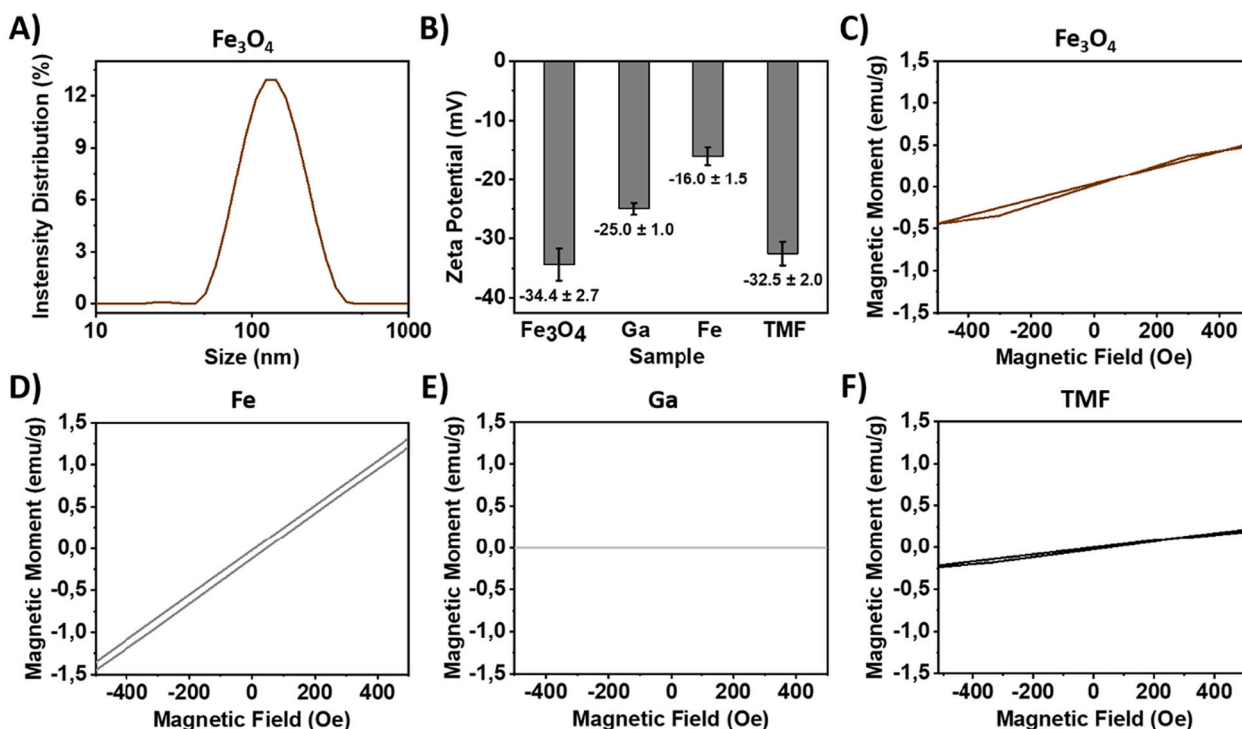 A)
Fe₃O₄
Instensity Distribution (%)
12
9
6
3
0
10
100
1000
Size (nm)
B)
Zeta Potential (mV)
0
-10
-20
-30
-40
-34.4 ± 2.7
-25.0 ± 1.0
-16.0 ± 1.5
-32.5 ± 2.0
Fe₃O₄ Ga Fe TMF
Sample
C)
Fe₃O₄
Magnetic Moment (emu/g)
1,5
1,0
0,5
0,0
-0,5
-1,0
-1,5
-400 -200 0 200 400
Magnetic Field (Oe)
D)
Fe
Magnetic Moment (emu/g)
1,5
1,0
0,5
0,0
-0,5
-1,0
-1,5
-400 -200 0 200 400
Magnetic Field (Oe)
E)
Ga
Magnetic Moment (emu/g)
1,5
1,0
0,5
0,0
-0,5
-1,0
-1,5
-400 -200 0 200 400
Magnetic Field (Oe)
F)
TMF
Magnetic Moment (emu/g)
1,5
1,0
0,5
0,0
-0,5
-1,0
-1,5
-400 -200 0 200 400
Magnetic Field (Oe)